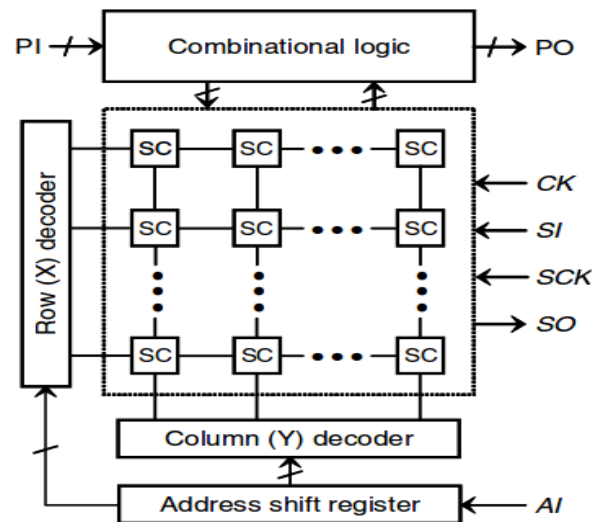 PI Combinational logic PO
SC SC SC
CK
SC SC SC
SI
Row (X) decoder
SCK
SO
SC SC SC
Column (Y) decoder
Address shift register AI